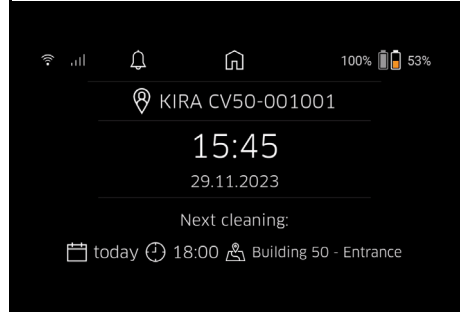 100% 53%
KIRA CV50-001001
15:45
29.11.2023
Next cleaning:
today 18:00 Building 50 - Entrance